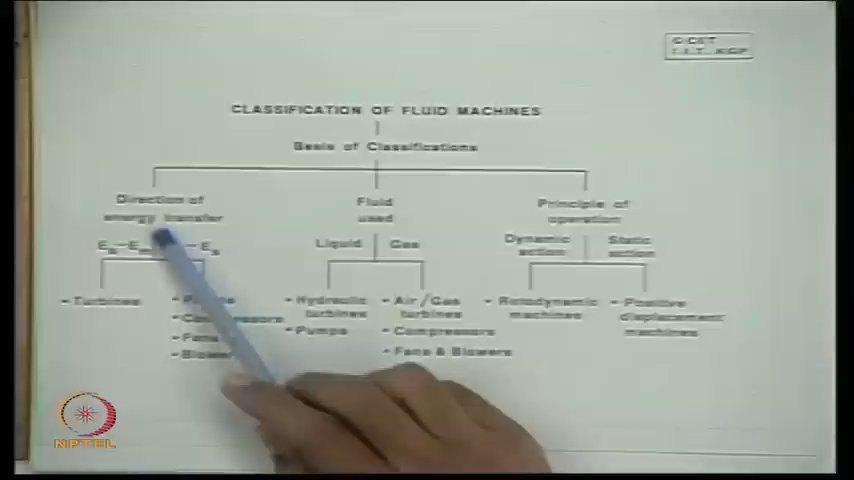 © CET
I.I.T. KGP
CLASSIFICATION OF FLUID MACHINES
Basis of Classifications
Direction of
energy transfer
Fluid
used
Principle of
operation
Liquid
Gas
Dynamic
action
Static
action
• Turbines
• Fans
• Hydraulic
turbines
• Pumps
• Air/Gas
turbines
• Compressors
• Fans & Blowers
• Rotodynamic
machines
• Positive
displacement
machines
NPTEL